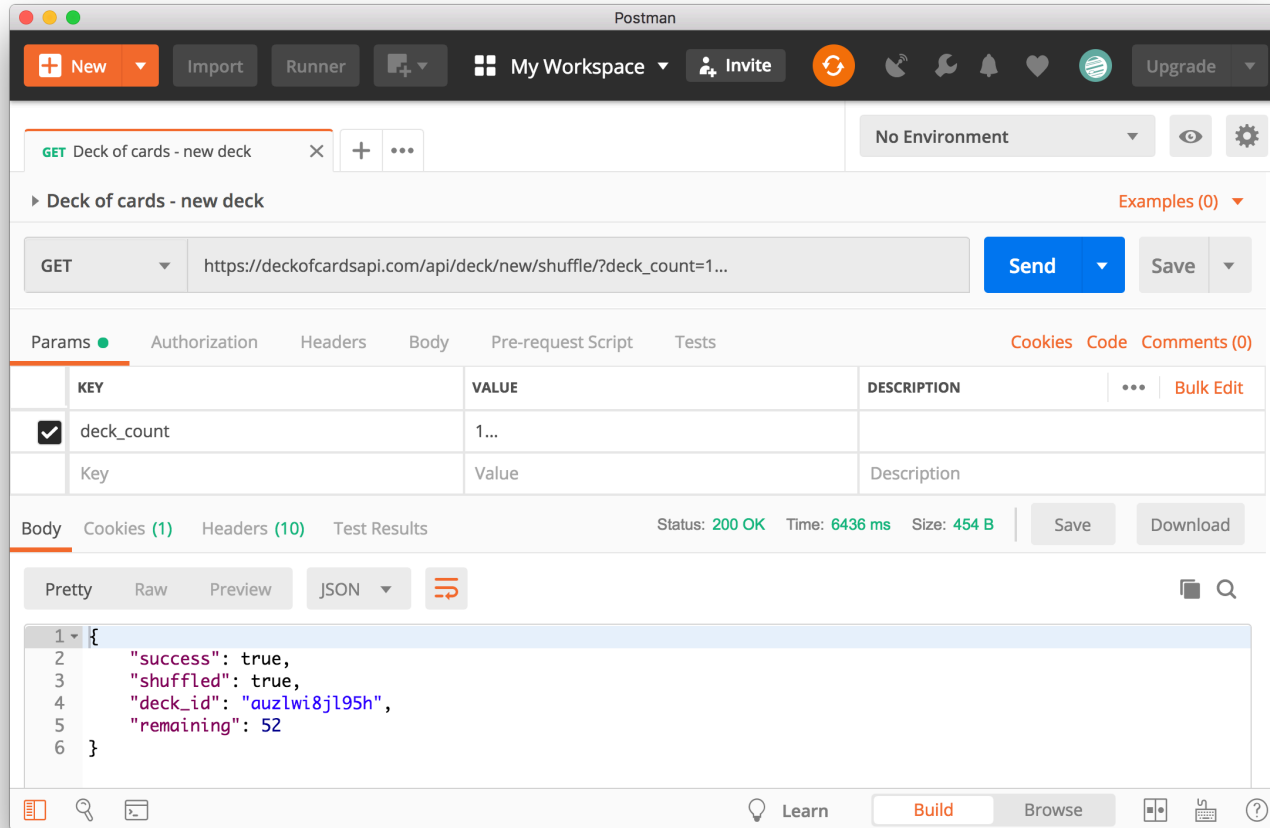 Postman
New Import Runner My Workspace Invite Upgrade
GET Deck of cards - new deck
No Environment
Deck of cards - new deck Examples (0)
GET https://deckofcardsapi.com/api/deck/new/shuffle/?deck_count=1... Send Save
Params Authorization Headers Body Pre-request Script Tests Cookies Code Comments (0)
KEY VALUE DESCRIPTION ••• Bulk Edit
deck_count 1...
Key Value Description
Body Cookies (1) Headers (10) Test Results Status: 200 OK Time: 6436 ms Size: 454 B Save Download
Pretty Raw Preview JSON
1 {
2 "success": true,
3 "shuffled": true,
4 "deck_id": "auzlwi8jl95h",
5 "remaining": 52
6 }
Learn Build Browse